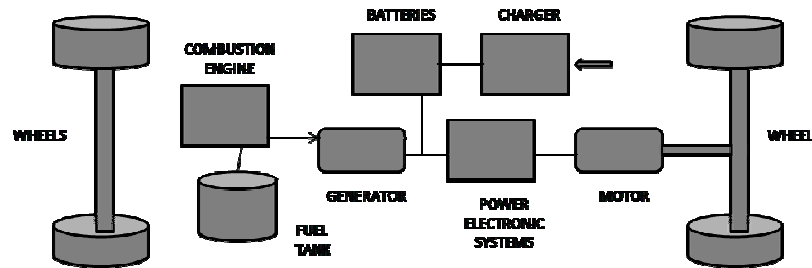 BATTERIES
CHARGER
COMBUSTION
ENGINE
WHEELS
WHEEL
GENERATOR
POWER
ELECTRONIC
SYSTEMS
MOTOR
FUEL
TANK